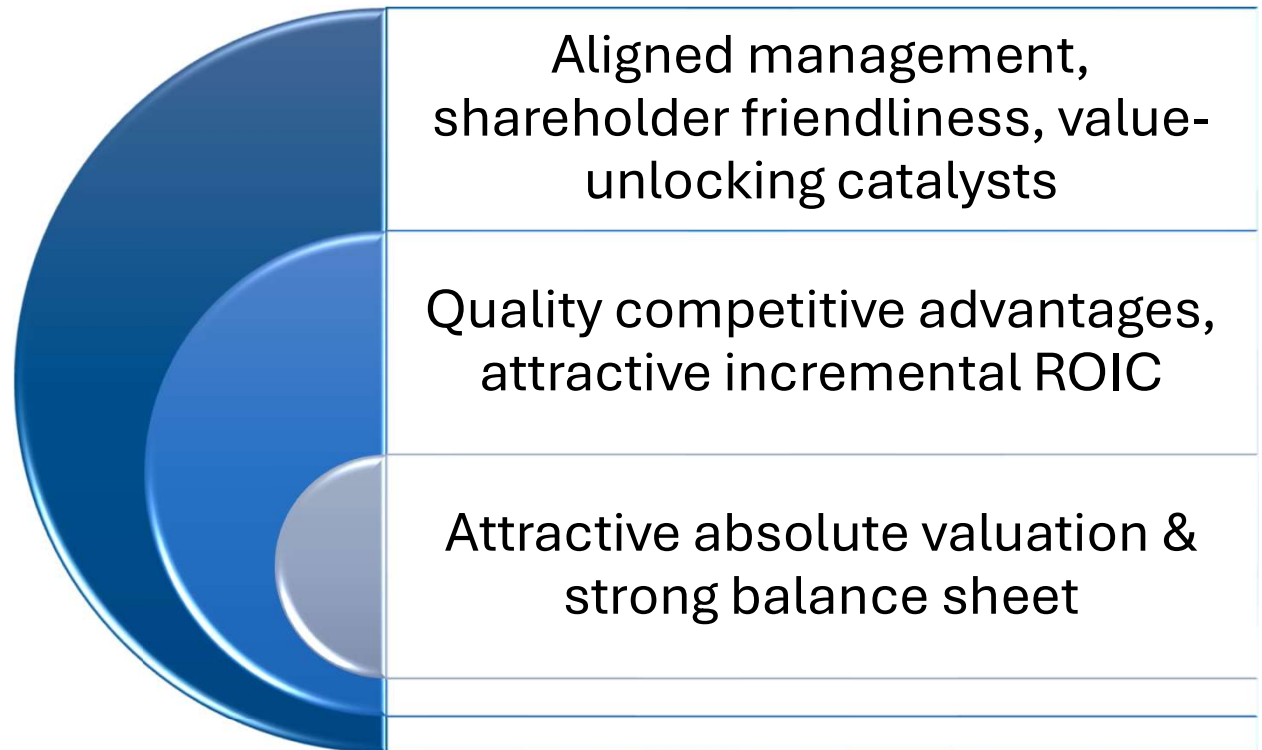 Aligned management,
shareholder friendliness, value-
unlocking catalysts
Quality competitive advantages,
attractive incremental ROIC
Attractive absolute valuation &
strong balance sheet